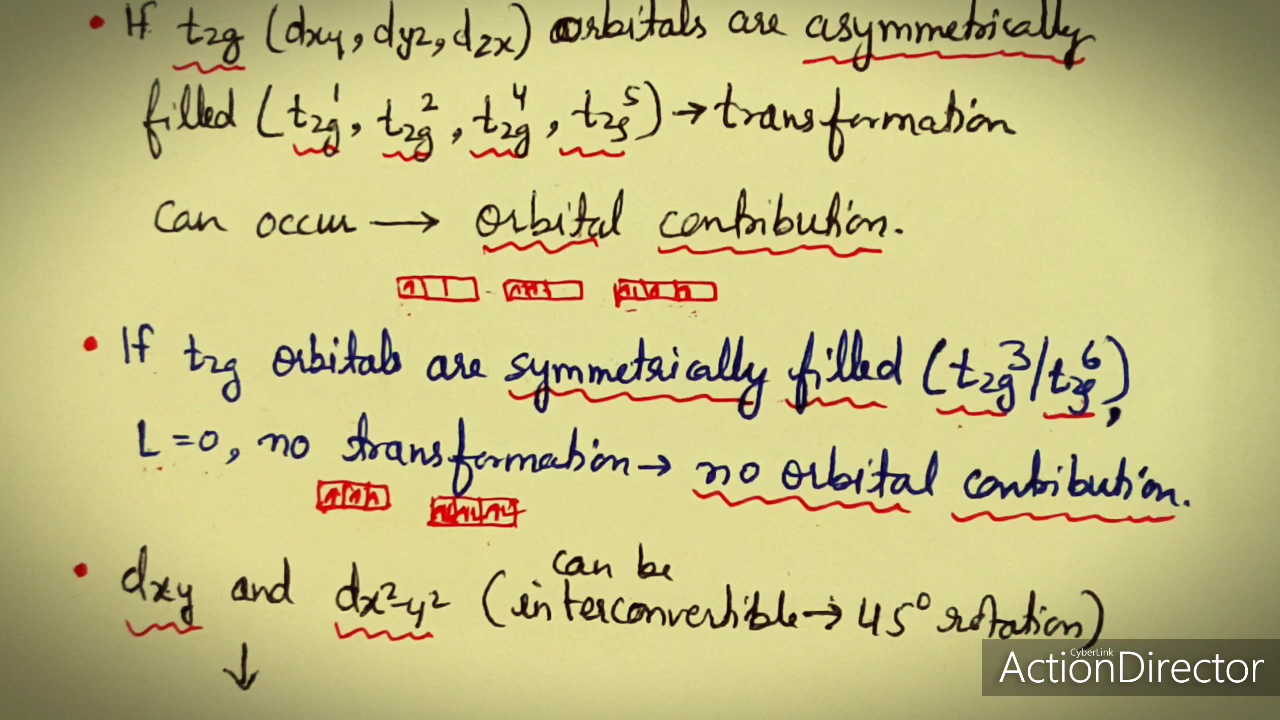 • If t2g (dxy, dyz, dzx) orbitals are asymmetrically
filled (t2g¹, t2g², t2g⁴, t2g⁵) → transformation
can occur → orbital contribution.
• If t2g orbitals are symmetrically filled (t2g³/t2g⁶),
L=0, no transformation → no orbital contribution.
• dxy and dx²-y² (can be interconvertible → 45° rotation)
↓
CyberLink
ActionDirector